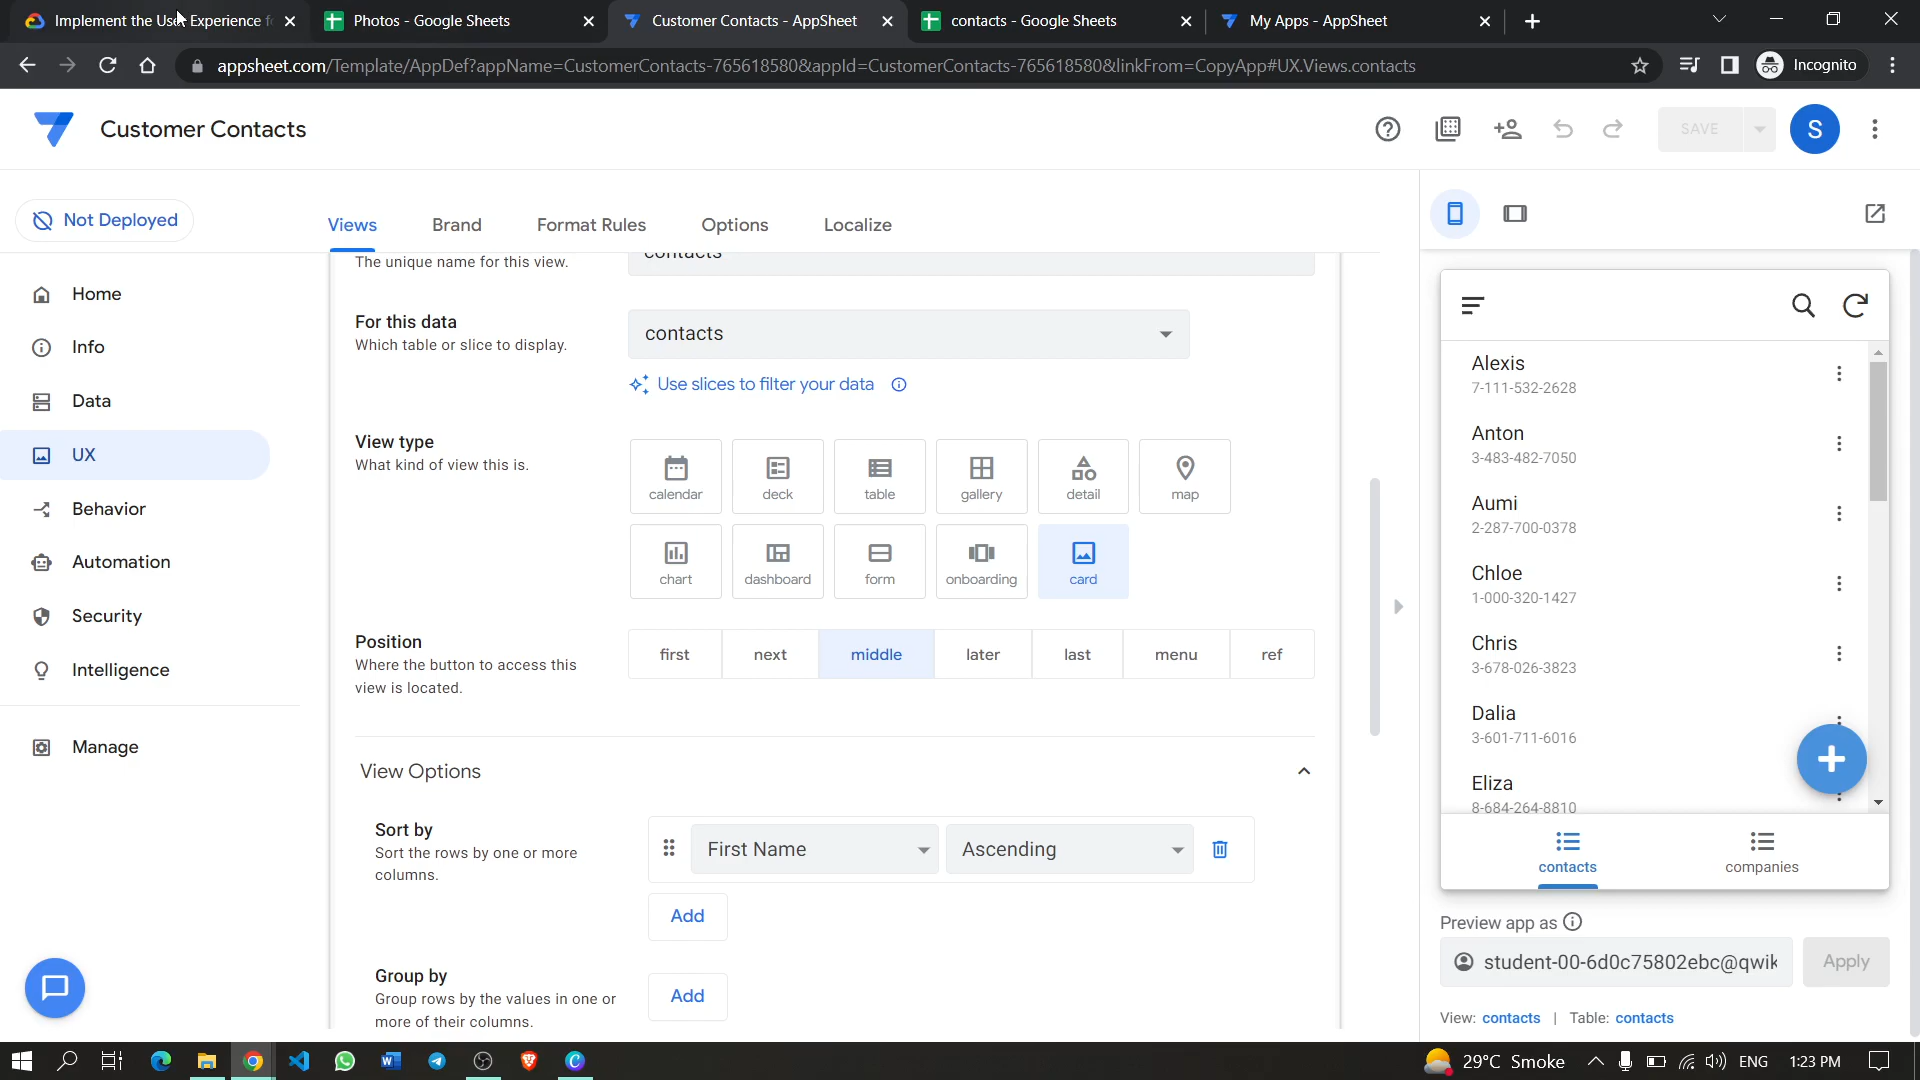 Implement the Use Experience f
Photos - Google Sheets
Customer Contacts - AppSheet
contacts - Google Sheets
My Apps - AppSheet
appsheet.com/Template/AppDef?appName=CustomerContacts-765618580&appId=CustomerContacts-765618580&linkFrom=CopyApp#UX.Views.contacts
Incognito
Customer Contacts
SAVE
S
Not Deployed
Views
Brand
Format Rules
Options
Localize
Home
Info
Data
UX
Behavior
Automation
Security
Intelligence
Manage
The unique name for this view.
contacts
For this data
Which table or slice to display.
contacts
Use slices to filter your data
View type
What kind of view this is.
calendar
deck
table
gallery
detail
map
chart
dashboard
form
onboarding
card
Position
Where the button to access this
view is located.
first
next
middle
later
last
menu
ref
View Options
Sort by
Sort the rows by one or more
columns.
First Name
Ascending
Add
Group by
Group rows by the values in one or
more of their columns.
Add
Alexis
7-111-532-2628
Anton
3-483-482-7050
Aumi
2-287-700-0378
Chloe
1-000-320-1427
Chris
3-678-026-3823
Dalia
3-601-711-6016
Eliza
8-684-264-8810
contacts
companies
Preview app as
student-00-6d0c75802ebc@qwik
Apply
View: contacts | Table: contacts
29°C Smoke
ENG
1:23 PM